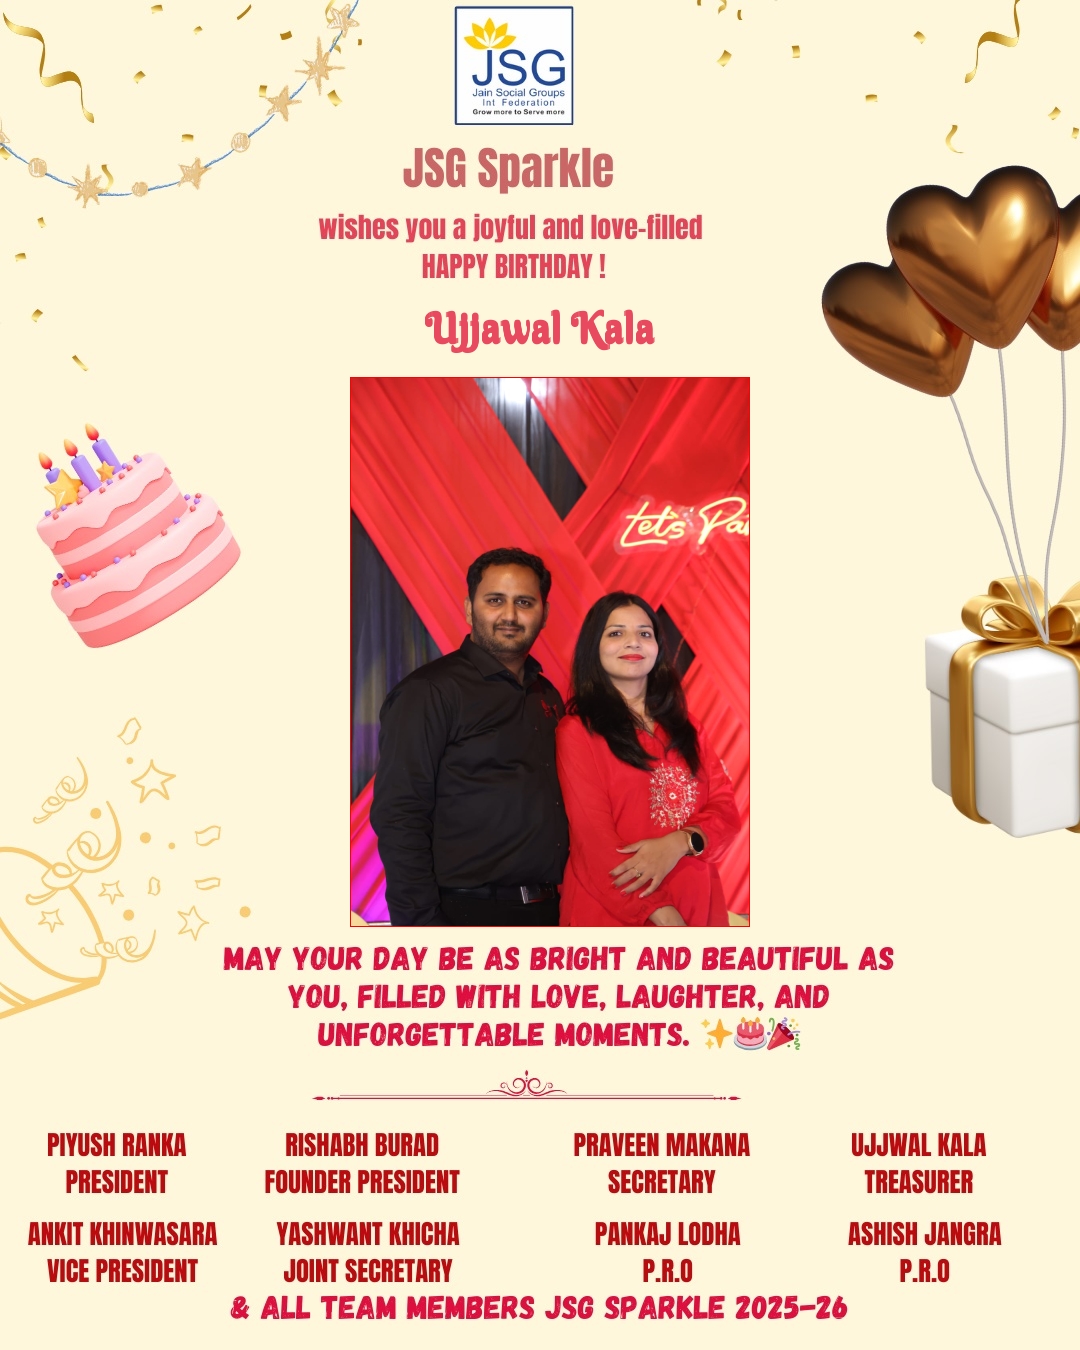 JSG
Jain Social Groups
Int Federation
Grow more to Serve more
JSG Sparkle
wishes you a joyful and love-filled
HAPPY BIRTHDAY !
Ujjawal Kala
Let's
MAY YOUR DAY BE AS BRIGHT AND BEAUTIFUL AS
YOU, FILLED WITH LOVE, LAUGHTER, AND
UNFORGETTABLE MOMENTS. ✨🎂🎉
PIYUSH RANKA
PRESIDENT
RISHABH BURAD
FOUNDER PRESIDENT
PRAVEEN MAKANA
SECRETARY
UJJWAL KALA
TREASURER
ANKIT KHINWASARA
VICE PRESIDENT
YASHWANT KHICHA
JOINT SECRETARY
PANKAJ LODHA
P.R.O
ASHISH JANGRA
P.R.O
& ALL TEAM MEMBERS JSG SPARKLE 2025-26